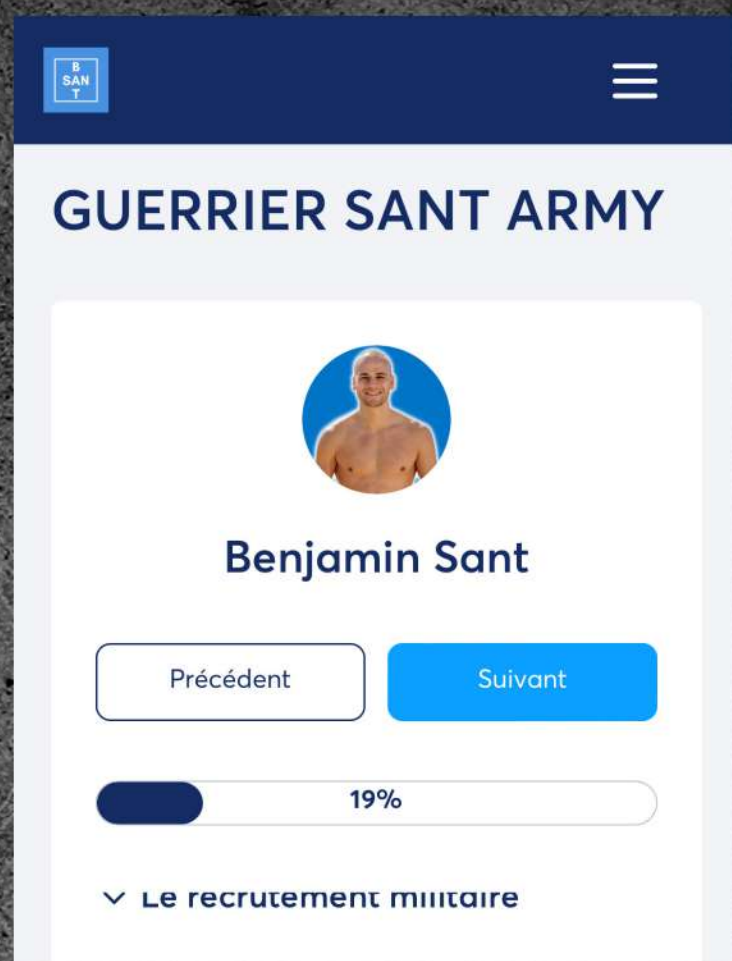 B
SAN
T
GUERRIER SANT ARMY
Benjamin Sant
Précédent
Suivant
19%
Le recrutement militaire